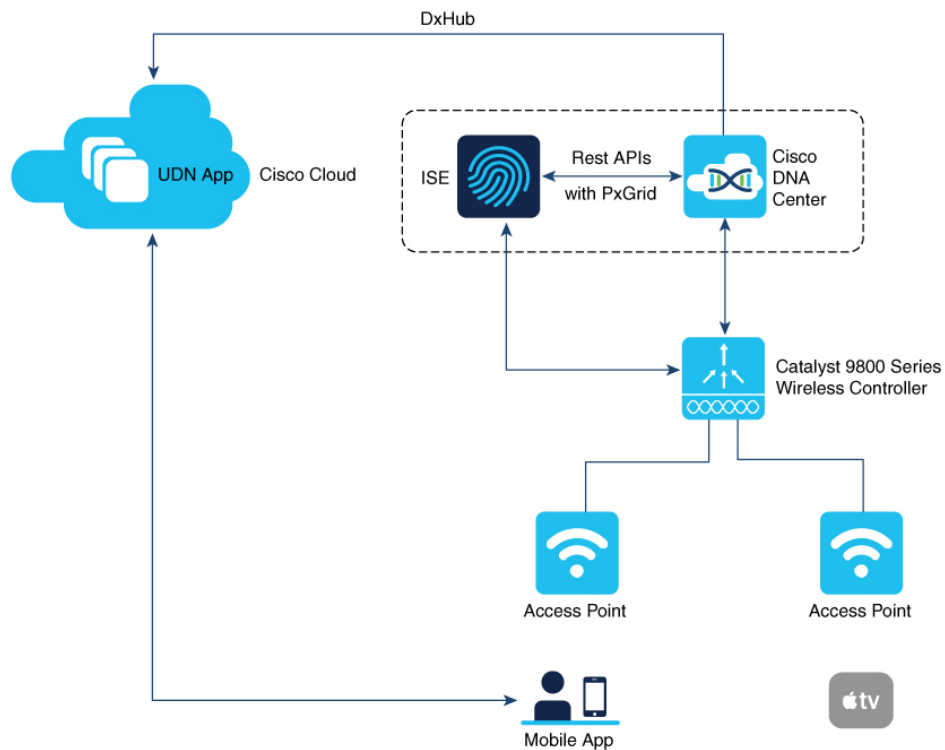 DxHub
UDN App
Cisco Cloud
ISE
Rest APIs
with PxGrid
Cisco
DNA
Center
Catalyst 9800 Series
Wireless Controller
Access Point
Access Point
tv
Mobile App